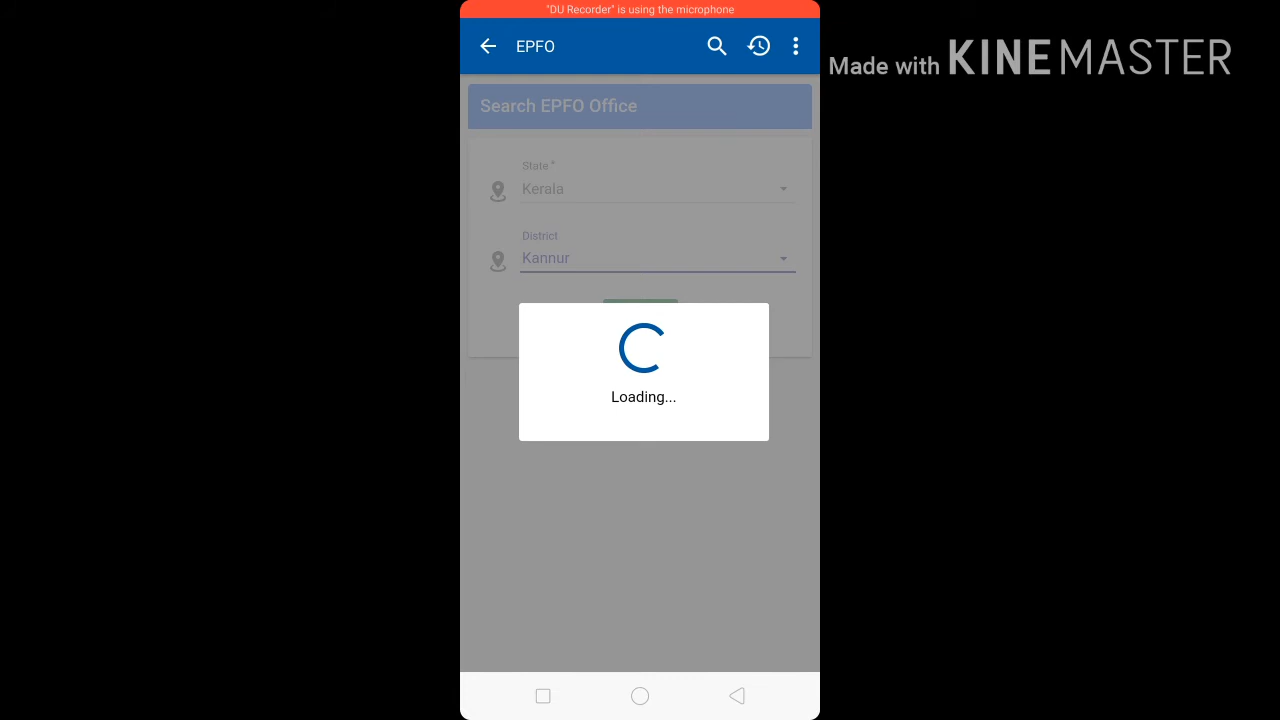 "DU Recorder" is using the microphone
EPFO
Made with KINEMASTER
Search EPFO Office
State *
Kerala
District
Kannur
Loading...